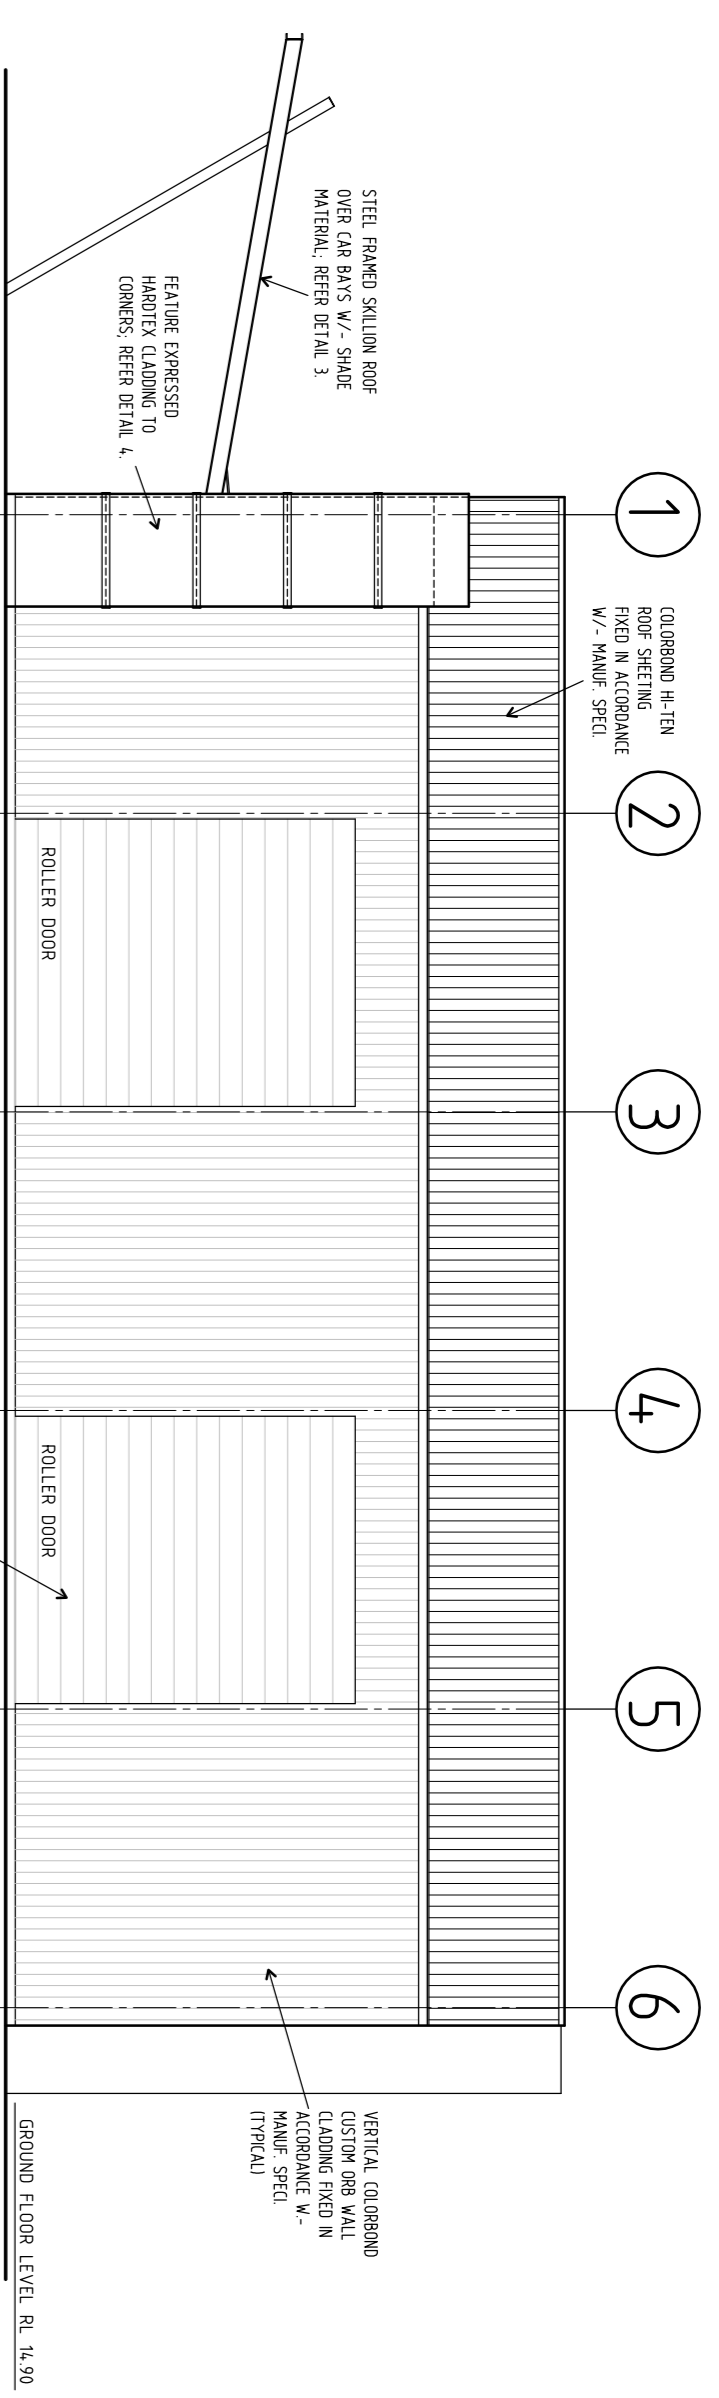 1
2
3
4
5
6
COLORBOND HI-TEN
ROOF SHEETING
FIXED IN ACCORDANCE
W/- MANUF. SPECI.
STEEL FRAMED SKILLION ROOF
OVER CAR BAYS W/- SHADE
MATERIAL; REFER DETAIL 3.
FEATURE EXPRESSED
HARDTEX CLADDING TO
CORNERS; REFER DETAIL 4.
ROLLER DOOR
ROLLER DOOR
VERTICAL COLORBOND
CUSTOM ORB WALL
CLADDING FIXED IN
ACCORDANCE W.-
MANUF. SPECI.
(TYPICAL)
GROUND FLOOR LEVEL RL 14.90